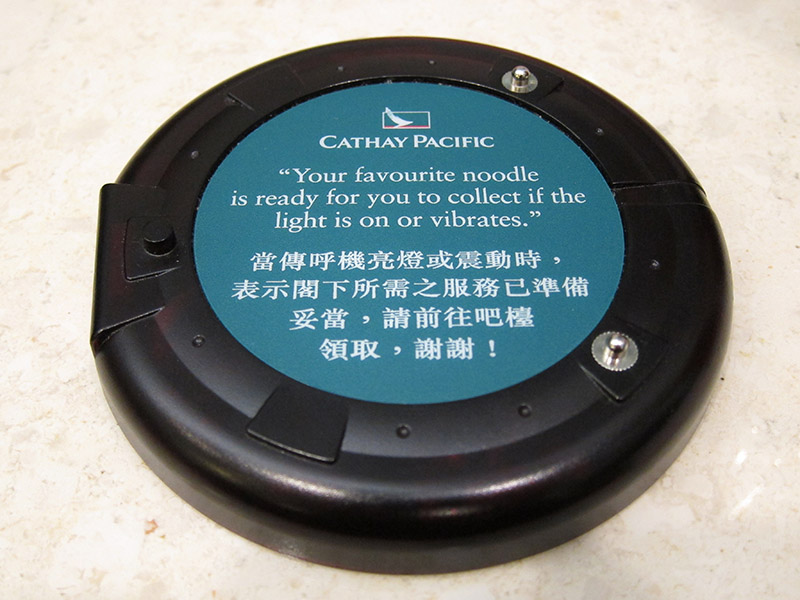 CATHAY PACIFIC
“Your favourite noodle
is ready for you to collect if the
light is on or vibrates.”
當傳呼機亮燈或震動時，
表示閣下所需之服務已準備
妥當，請前往吧檯
領取，謝謝！